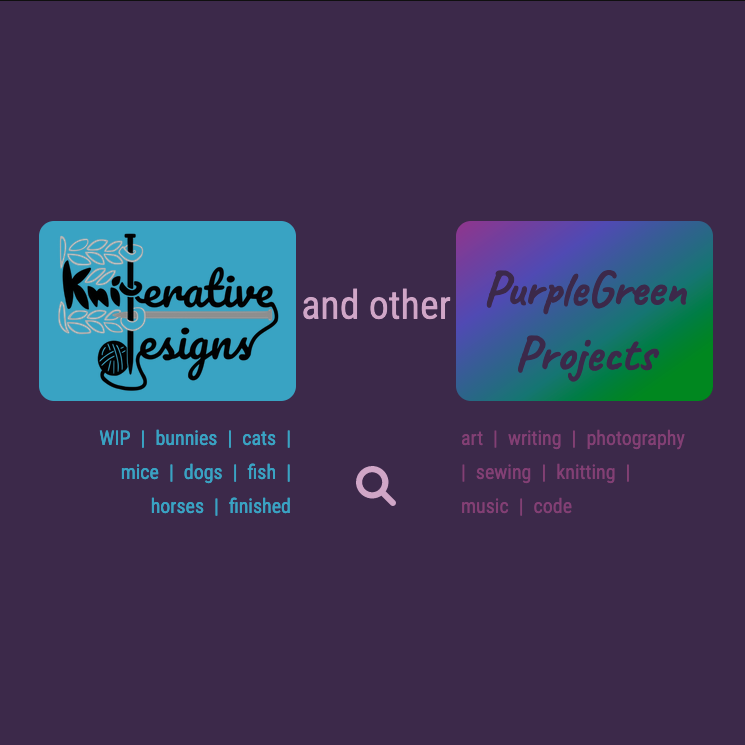 Kniterative
designs
and other
PurpleGreen
Projects
WIP | bunnies | cats |
mice | dogs | fish |
horses | finished
art | writing | photography
| sewing | knitting |
music | code